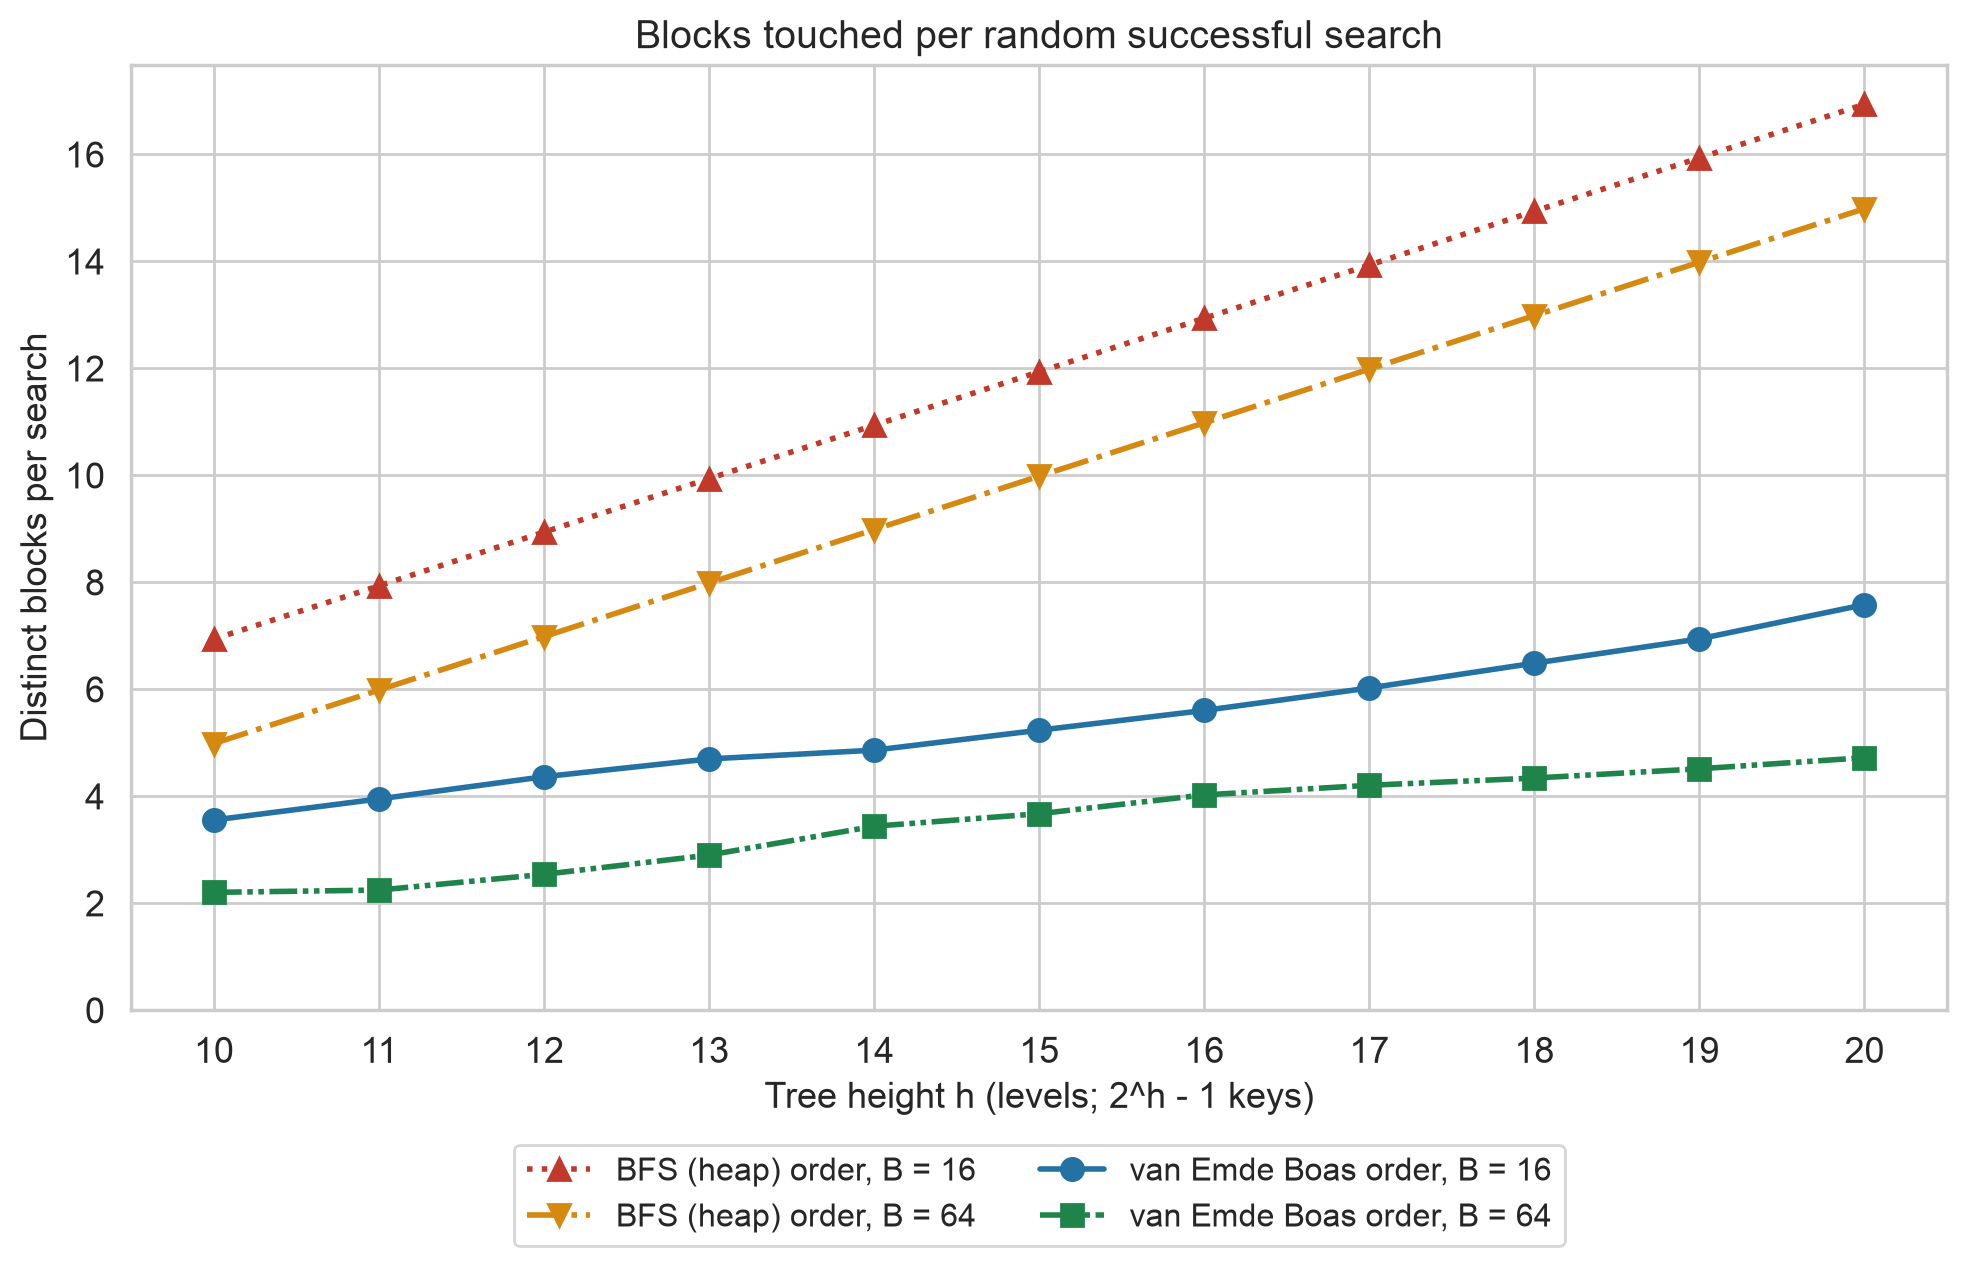 Blocks touched per random successful search
Distinct blocks per search
16
14
12
10
8
6
4
2
0
10 11 12 13 14 15 16 17 18 19 20
Tree height h (levels; 2^h - 1 keys)
BFS (heap) order, B = 16
BFS (heap) order, B = 64
van Emde Boas order, B = 16
van Emde Boas order, B = 64